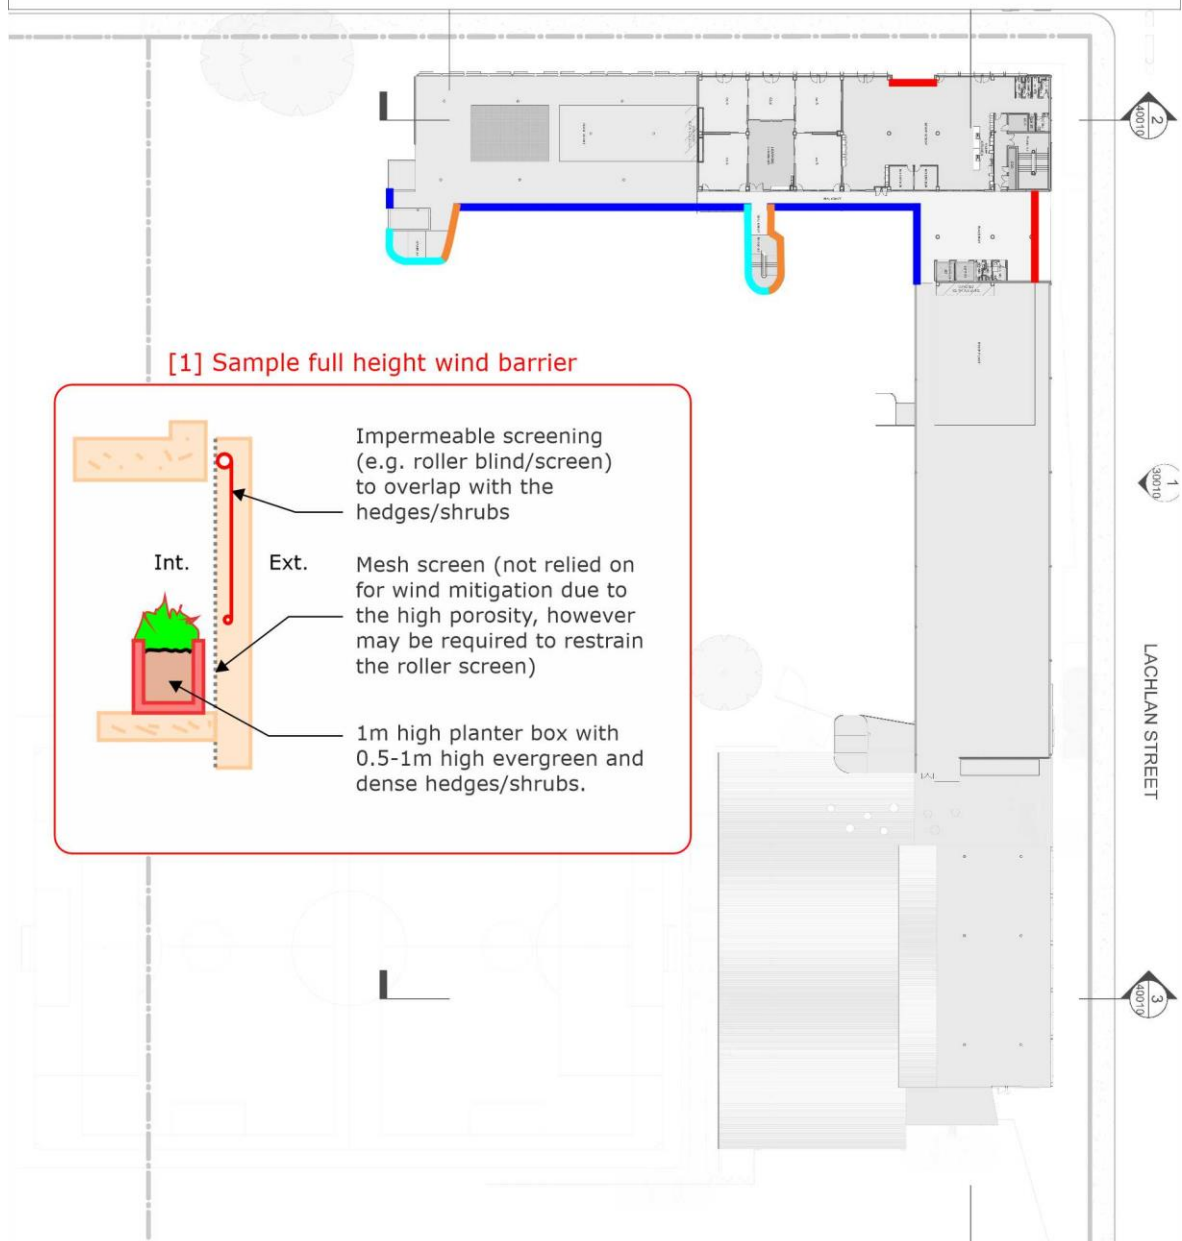 2
40010
[1] Sample full height wind barrier
Impermeable screening
(e.g. roller blind/screen)
to overlap with the
hedges/shrubs
Int.
Ext.
Mesh screen (not relied on
for wind mitigation due to
the high porosity, however
may be required to restrain
the roller screen)
1m high planter box with
0.5-1m high evergreen and
dense hedges/shrubs.
1
30010
LACHLAN STREET
3
40010